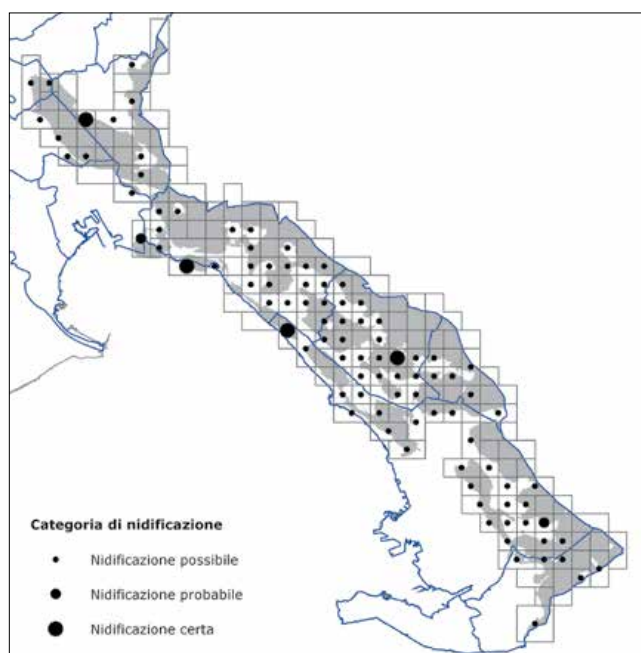 Categoria di nidificazione
Nidificazione possibile
Nidificazione probabile
Nidificazione certa